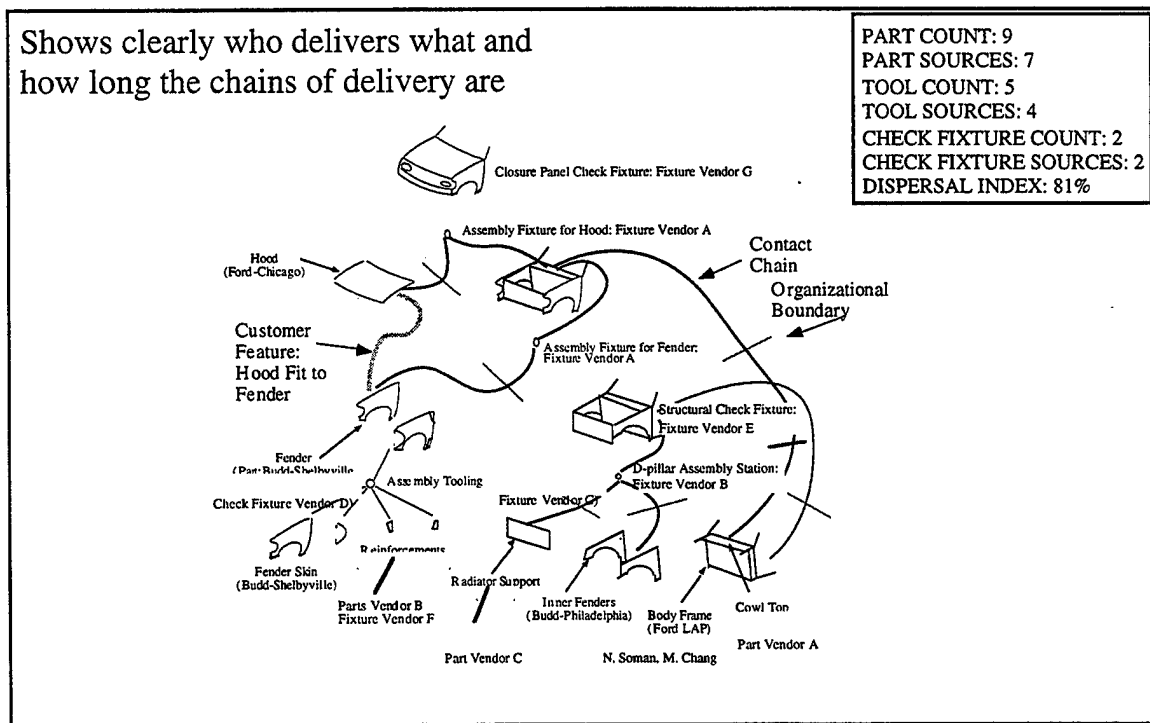 Shows clearly who delivers what and
how long the chains of delivery are
PART COUNT: 9
PART SOURCES: 7
TOOL COUNT: 5
TOOL SOURCES: 4
CHECK FIXTURE COUNT: 2
CHECK FIXTURE SOURCES: 2
DISPERSAL INDEX: 81%
Closure Panel Check Fixture: Fixture Vendor G
Assembly Fixture for Hood: Fixture Vendor A
Hood
(Ford-Chicago)
Contact
Chain
Organizational
Boundary
Customer
Feature:
Hood Fit to
Fender
Assembly Fixture for Fender:
Fixture Vendor A
Structural Check Fixture:
Fixture Vendor E
Fender
(Part: Budd-Shelbyville
D-pillar Assembly Station:
Fixture Vendor B
Assembly Tooling
Check Fixture Vendor D)
Fixture Vendor C)
Reinforcements
Fender Skin
(Budd-Shelbyville)
Radiator Support
Parts Vendor B
Fixture Vendor F
Inner Fenders
(Budd-Philadelphia)
Body Frame
(Ford LAP)
Cowl Top
Part Vendor A
Part Vendor C
N. Soman, M. Chang